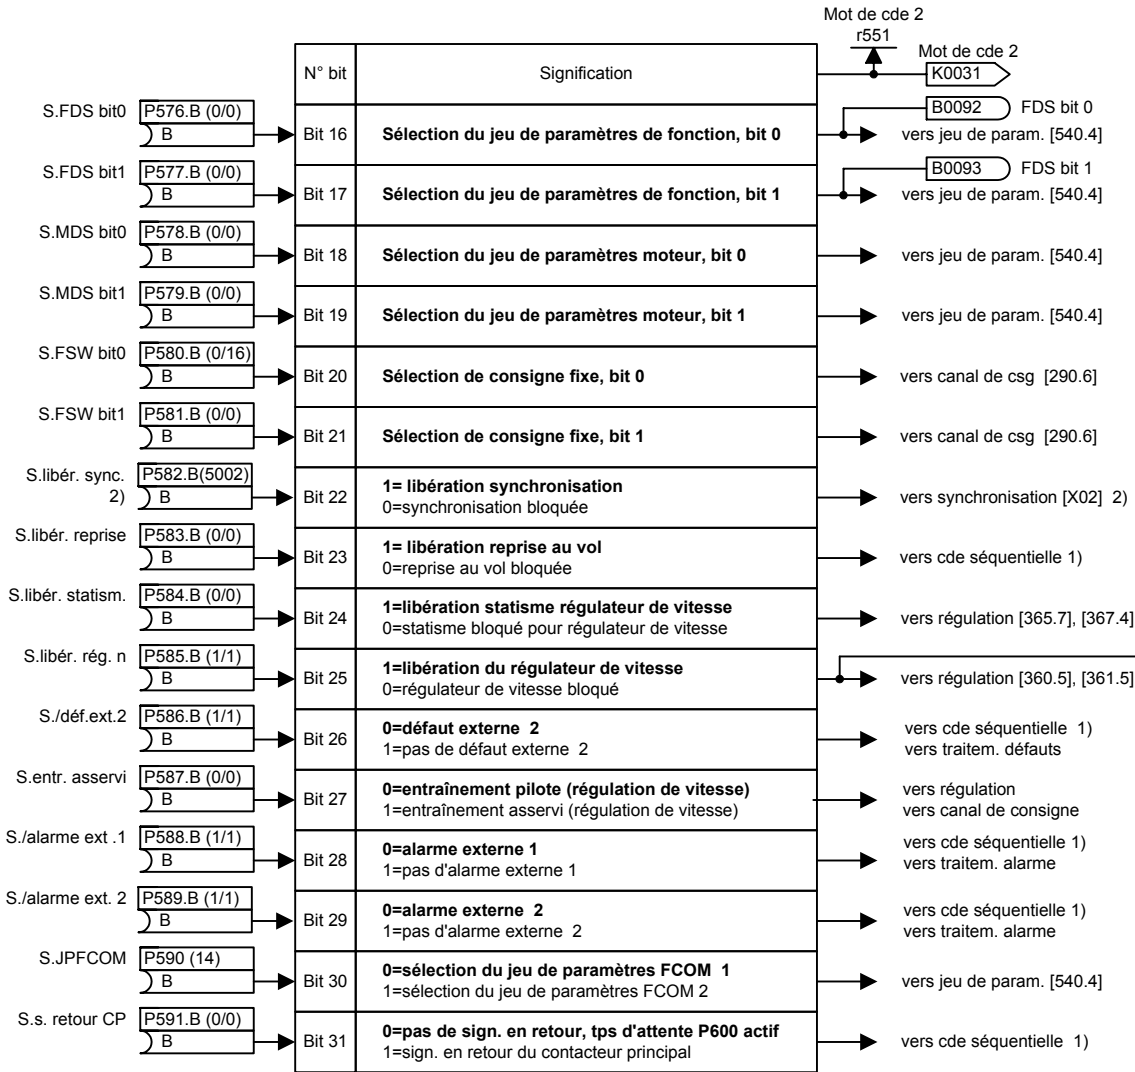 Mot de cde 2
r551
Mot de cde 2
K0031
N° bit Signification
S.FDS bit0 P576.B (0/0) B Bit 16 Sélection du jeu de paramètres de fonction, bit 0 B0092 FDS bit 0
vers jeu de param. [540.4]
S.FDS bit1 P577.B (0/0) B Bit 17 Sélection du jeu de paramètres de fonction, bit 1 B0093 FDS bit 1
vers jeu de param. [540.4]
S.MDS bit0 P578.B (0/0) B Bit 18 Sélection du jeu de paramètres moteur, bit 0 vers jeu de param. [540.4]
S.MDS bit1 P579.B (0/0) B Bit 19 Sélection du jeu de paramètres moteur, bit 1 vers jeu de param. [540.4]
S.FSW bit0 P580.B (0/16) B Bit 20 Sélection de consigne fixe, bit 0 vers canal de csg [290.6]
S.FSW bit1 P581.B (0/0) B Bit 21 Sélection de consigne fixe, bit 1 vers canal de csg [290.6]
S.libér. sync. P582.B(5002)
2) B Bit 22 1= libération synchronisation
0=synchronisation bloquée vers synchronisation [X02] 2)
S.libér. reprise P583.B (0/0) B Bit 23 1= libération reprise au vol
0=reprise au vol bloquée vers cde séquentielle 1)
S.libér. statism. P584.B (0/0) B Bit 24 1=libération statisme régulateur de vitesse
0=statisme bloqué pour régulateur de vitesse vers régulation [365.7], [367.4]
S.libér. rég. n P585.B (1/1) B Bit 25 1=libération du régulateur de vitesse
0=régulateur de vitesse bloqué vers régulation [360.5], [361.5]
S./déf.ext.2 P586.B (1/1) B Bit 26 0=défaut externe 2 vers cde séquentielle 1)
1=pas de défaut externe 2 vers traitem. défauts
S.entr. asservi P587.B (0/0) B Bit 27 0=entraînement pilote (régulation de vitesse) vers régulation
1=entraînement asservi (régulation de vitesse) vers canal de consigne
S./alarme ext .1 P588.B (1/1) B Bit 28 0=alarme externe 1 vers cde séquentielle 1)
1=pas d'alarme externe 1 vers traitem. alarme
S./alarme ext. 2 P589.B (1/1) B Bit 29 0=alarme externe 2 vers cde séquentielle 1)
1=pas d'alarme externe 2 vers traitem. alarme
S.JPFCOM P590 (14) B Bit 30 0=sélection du jeu de paramètres FCOM 1
1=sélection du jeu de paramètres FCOM 2 vers jeu de param. [540.4]
S.s. retour CP P591.B (0/0) B Bit 31 0=pas de sign. en retour, tps d'attente P600 actif
1=sign. en retour du contacteur principal vers cde séquentielle 1)